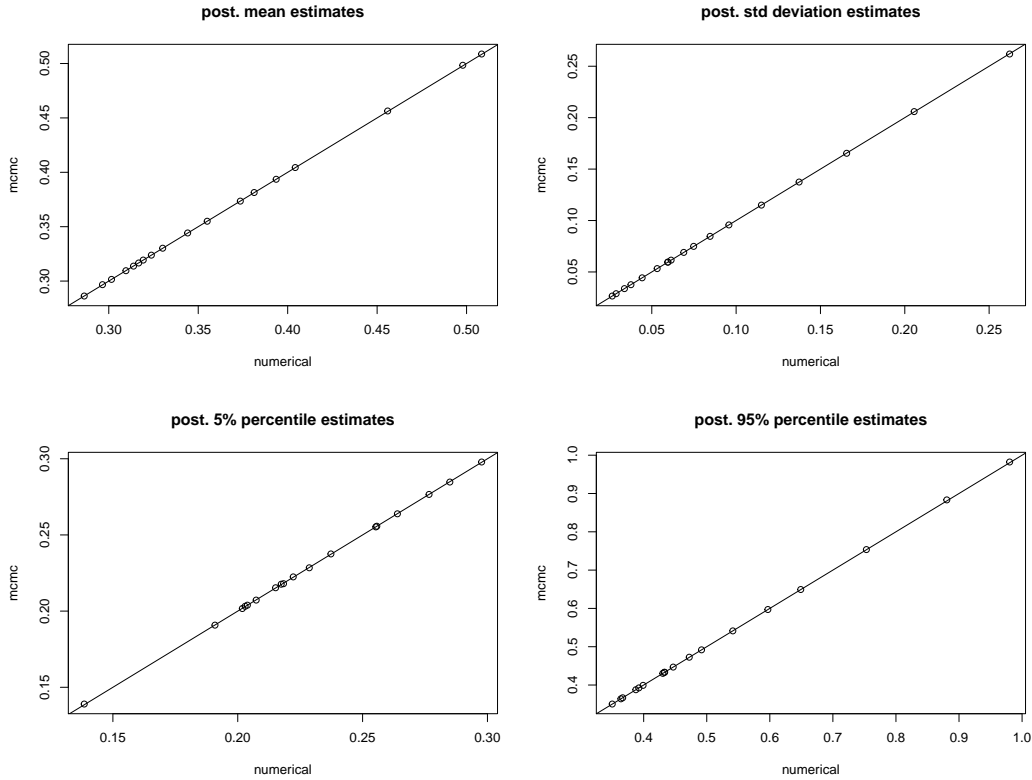 post. mean estimates
mcmc
0.50
0.45
0.40
0.35
0.30
0.30 0.35 0.40 0.45 0.50
numerical
post. std deviation estimates
mcmc
0.25
0.20
0.15
0.10
0.05
0.05 0.10 0.15 0.20 0.25
numerical
post. 5% percentile estimates
mcmc
0.30
0.25
0.20
0.15
0.15 0.20 0.25 0.30
numerical
post. 95% percentile estimates
mcmc
1.0
0.9
0.8
0.7
0.6
0.5
0.4
0.4 0.5 0.6 0.7 0.8 0.9 1.0
numerical